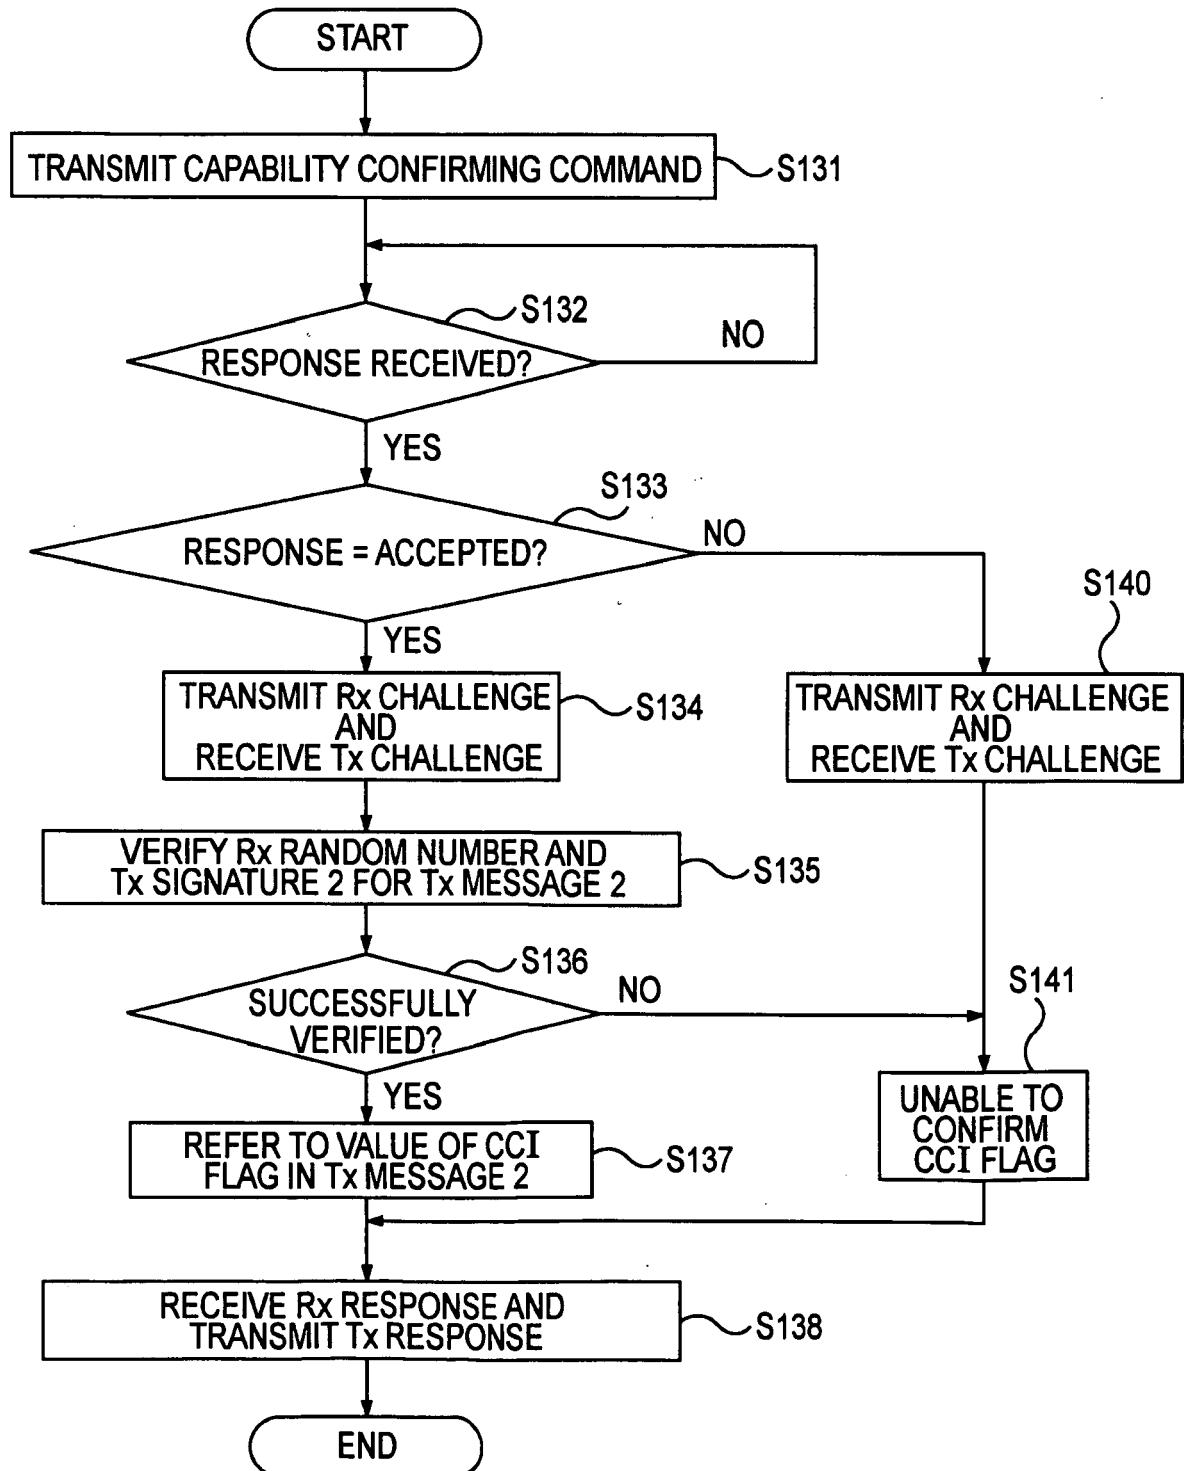 START
TRANSMIT CAPABILITY CONFIRMING COMMAND
S131
S132
RESPONSE RECEIVED?
NO
YES
S133
RESPONSE = ACCEPTED?
NO
YES
S140
TRANSMIT Rx CHALLENGE
AND
RECEIVE Tx CHALLENGE
S134
TRANSMIT Rx CHALLENGE
AND
RECEIVE Tx CHALLENGE
VERIFY Rx RANDOM NUMBER AND
Tx SIGNATURE 2 FOR Tx MESSAGE 2
S135
S136
SUCCESSFULLY
VERIFIED?
NO
YES
S141
UNABLE TO
CONFIRM
CCI FLAG
REFER TO VALUE OF CCI
FLAG IN Tx MESSAGE 2
S137
RECEIVE Rx RESPONSE AND
TRANSMIT Tx RESPONSE
S138
END